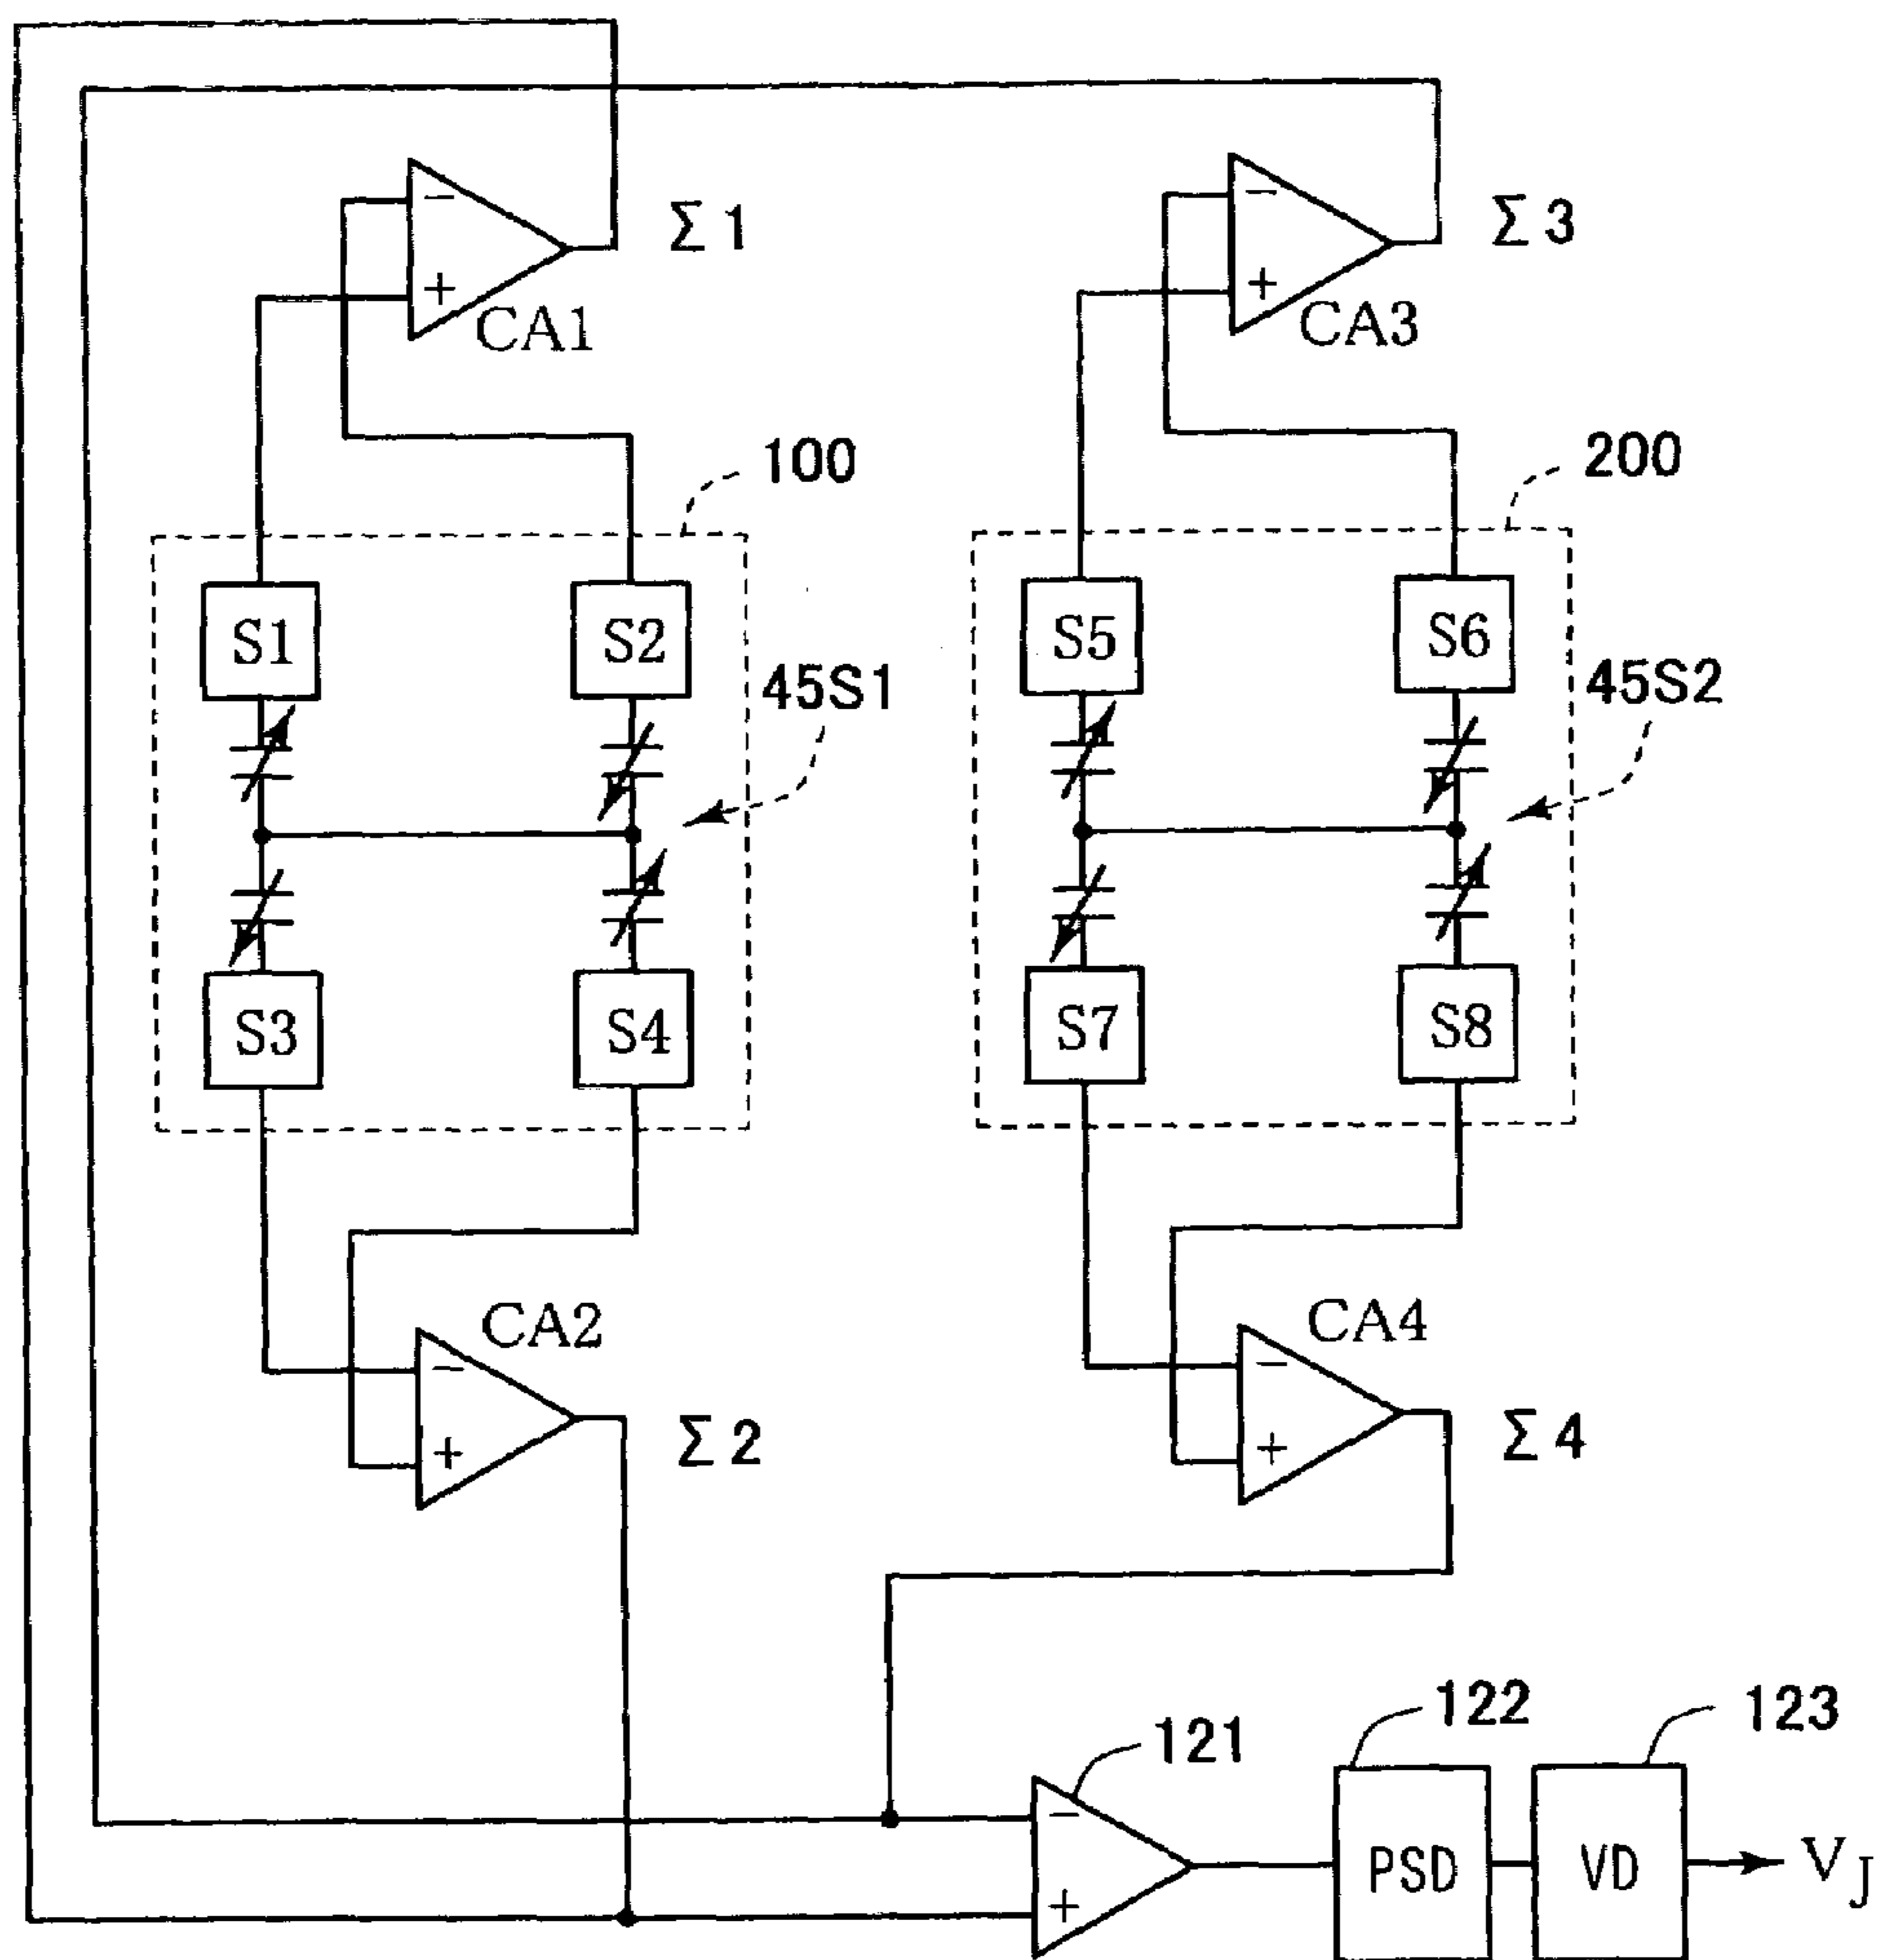 − Σ1 − Σ3
+ CA1 + CA3
100 200
S1 S2 S5 S6
45S1 45S2
S3 S4 S7 S8
CA2 CA4
− −
+ Σ2 + Σ4
121 122 123
− PSD VD VJ
+